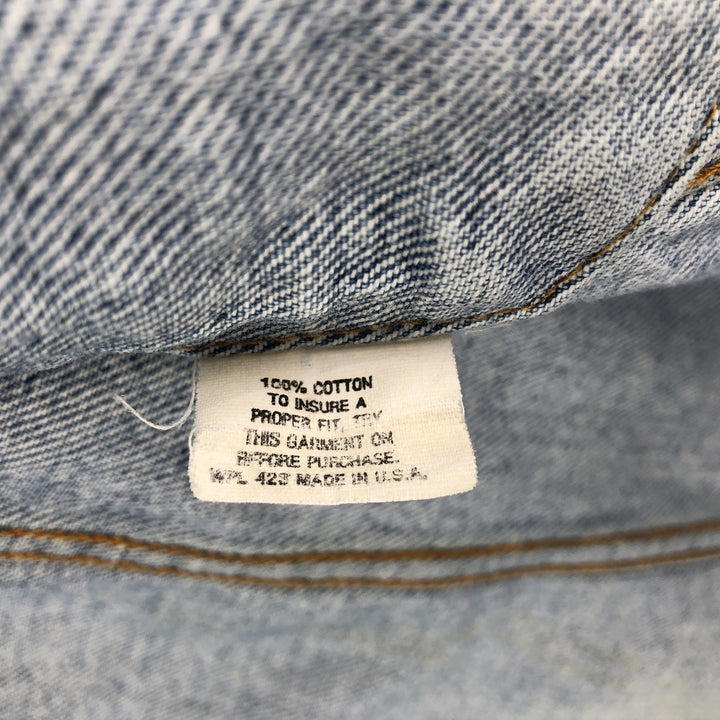 100% COTTON
TO INSURE A
PROPER FIT, TRY
THIS GARMENT ON
BEFORE PURCHASE.
WPL 423 MADE IN U.S.A.